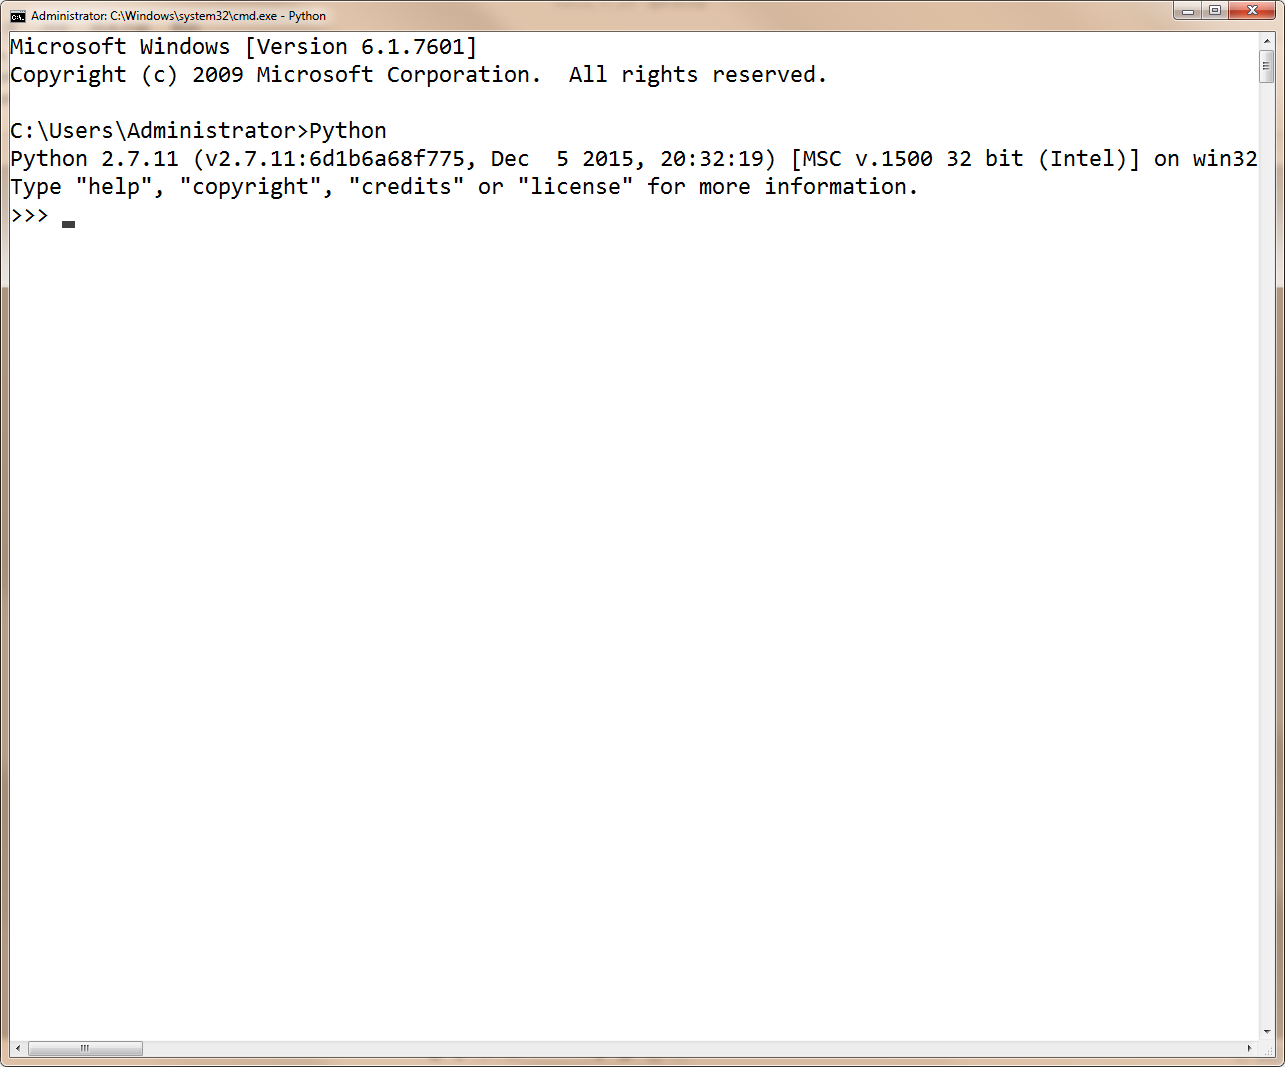 Administrator: C:\Windows\system32\cmd.exe - Python
Microsoft Windows [Version 6.1.7601]
Copyright (c) 2009 Microsoft Corporation.  All rights reserved.
C:\Users\Administrator>Python
Python 2.7.11 (v2.7.11:6d1b6a68f775, Dec  5 2015, 20:32:19) [MSC v.1500 32 bit (Intel)] on win32
Type "help", "copyright", "credits" or "license" for more information.
>>>